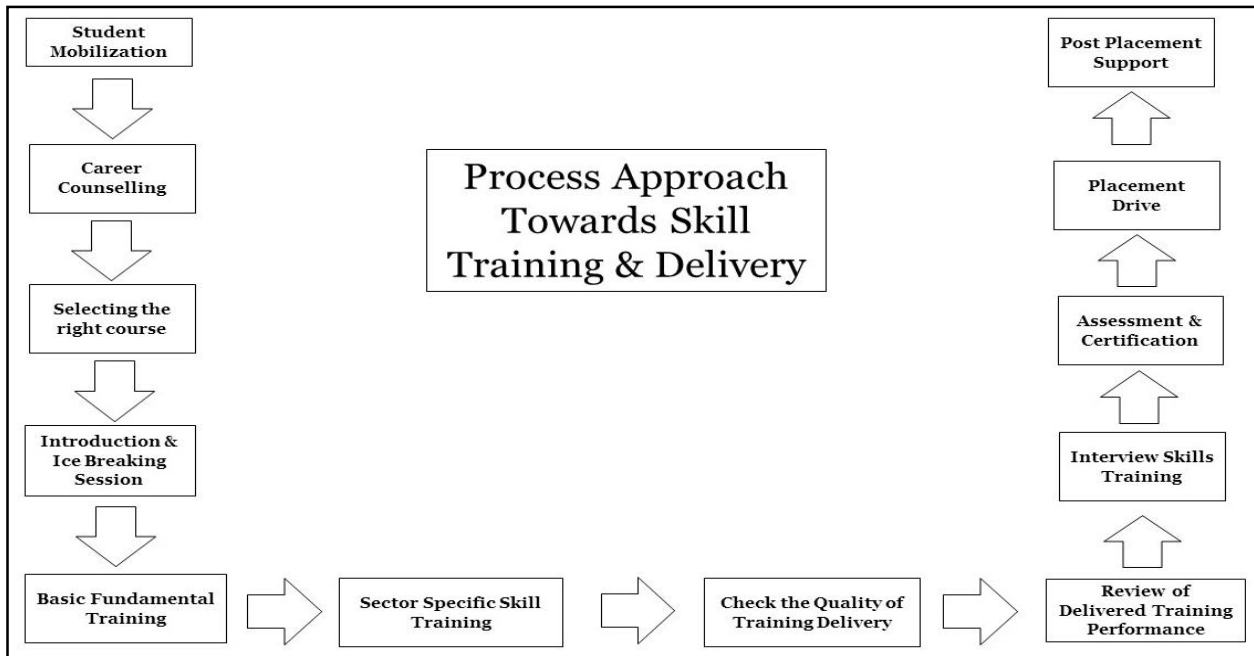 Student
Mobilization
Career
Counselling
Selecting the
right course
Introduction &
Ice Breaking
Session
Basic Fundamental
Training
Sector Specific Skill
Training
Check the Quality of
Training Delivery
Review of
Delivered Training
Performance
Interview Skills
Training
Assessment &
Certification
Placement
Drive
Post Placement
Support
Process Approach
Towards Skill
Training & Delivery